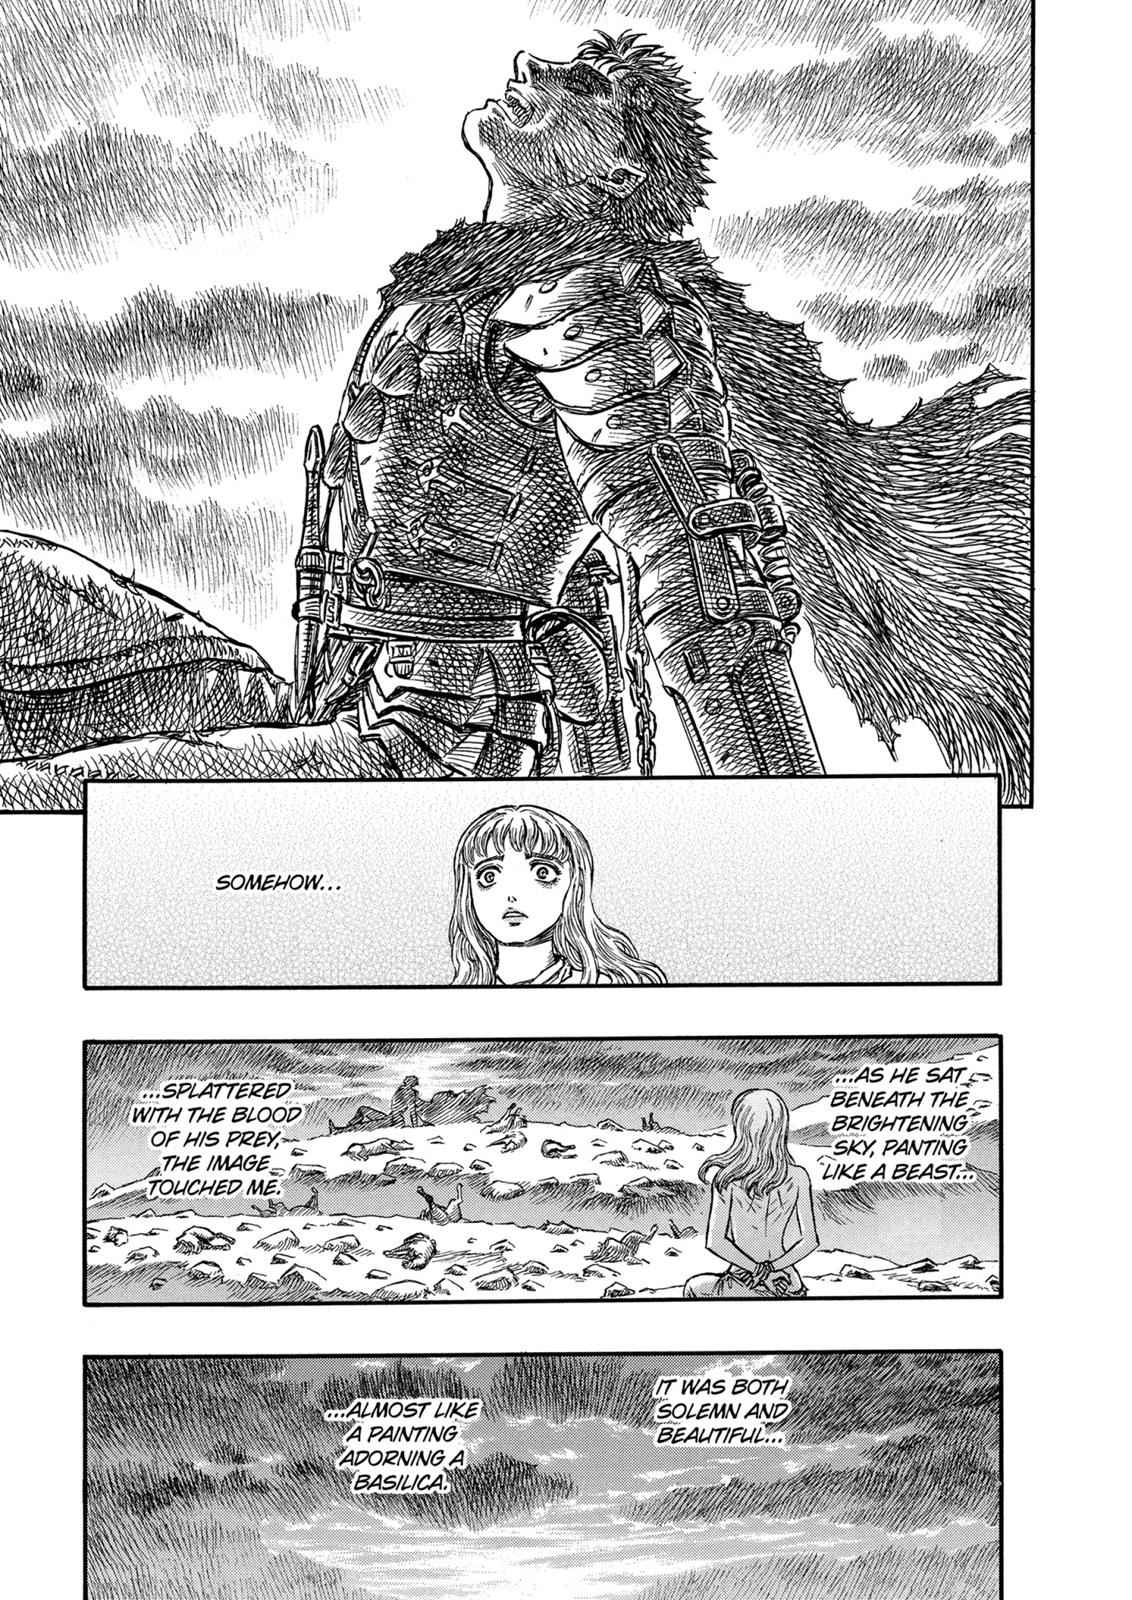 SOMEHOW...
...AS HE SAT
BENEATH THE
BRIGHTENING
SKY, PANTING
LIKE A BEAST...
...SPLATTERED
WITH THE BLOOD
OF HIS PREY,
THE IMAGE
TOUCHED ME.
IT WAS BOTH
SOLEMN AND
BEAUTIFUL...
...ALMOST LIKE
A PAINTING
ADORNING A
BASILICA.